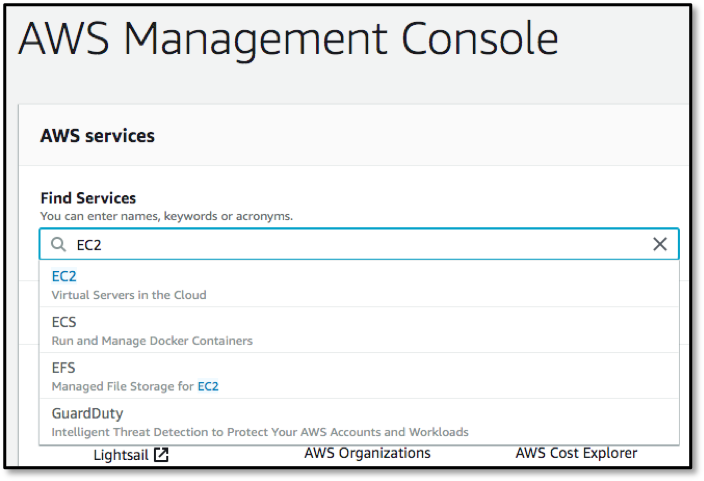 AWS Management Console
AWS services
Find Services
You can enter names, keywords or acronyms.
EC2
EC2
Virtual Servers in the Cloud
ECS
Run and Manage Docker Containers
EFS
Managed File Storage for EC2
GuardDuty
Intelligent Threat Detection to Protect Your AWS Accounts and Workloads
Lightsail AWS Organizations AWS Cost Explorer